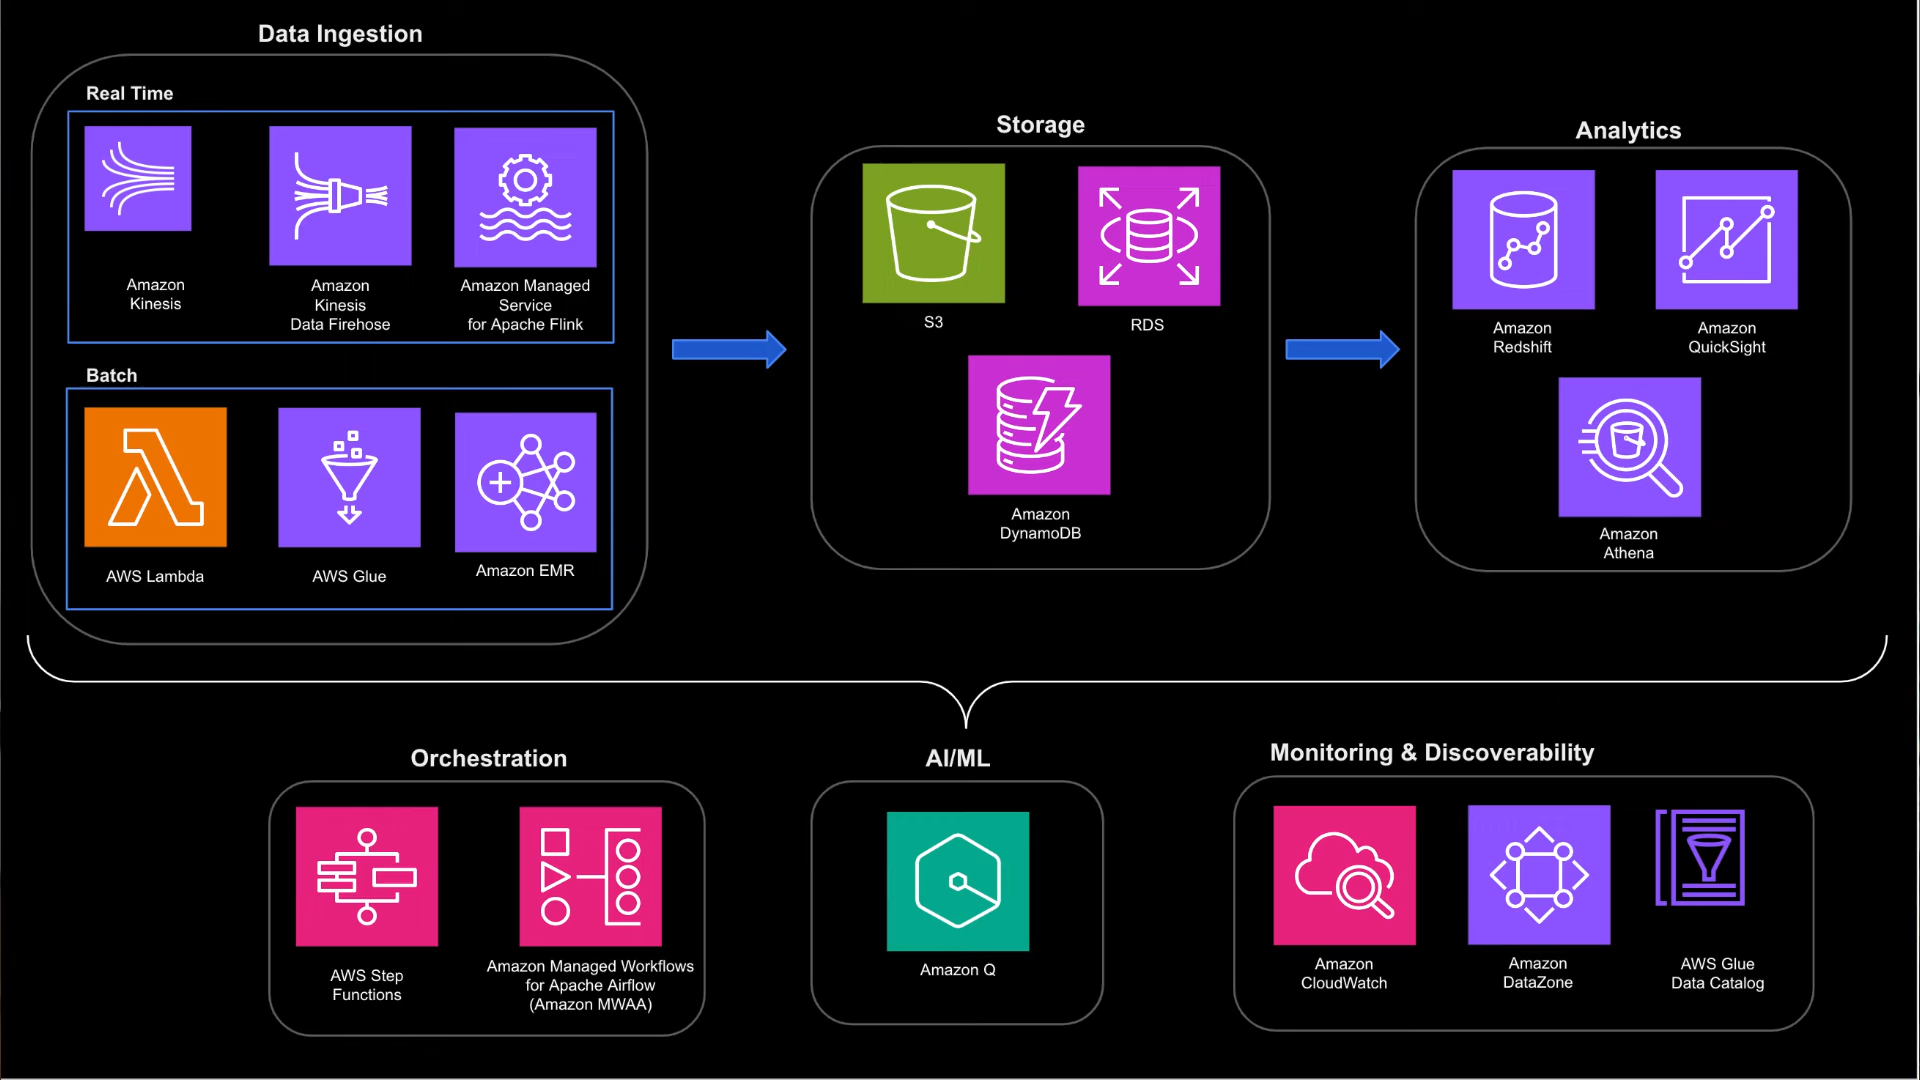 Data Ingestion
Real Time
Amazon
Kinesis
Amazon
Kinesis
Data Firehose
Amazon Managed
Service
for Apache Flink
Batch
AWS Lambda
AWS Glue
Amazon EMR
Storage
S3
RDS
Amazon
DynamoDB
Analytics
Amazon
Redshift
Amazon
QuickSight
Amazon
Athena
Orchestration
AWS Step
Functions
Amazon Managed Workflows
for Apache Airflow
(Amazon MWAA)
AI/ML
Amazon Q
Monitoring & Discoverability
Amazon
CloudWatch
Amazon
DataZone
AWS Glue
Data Catalog